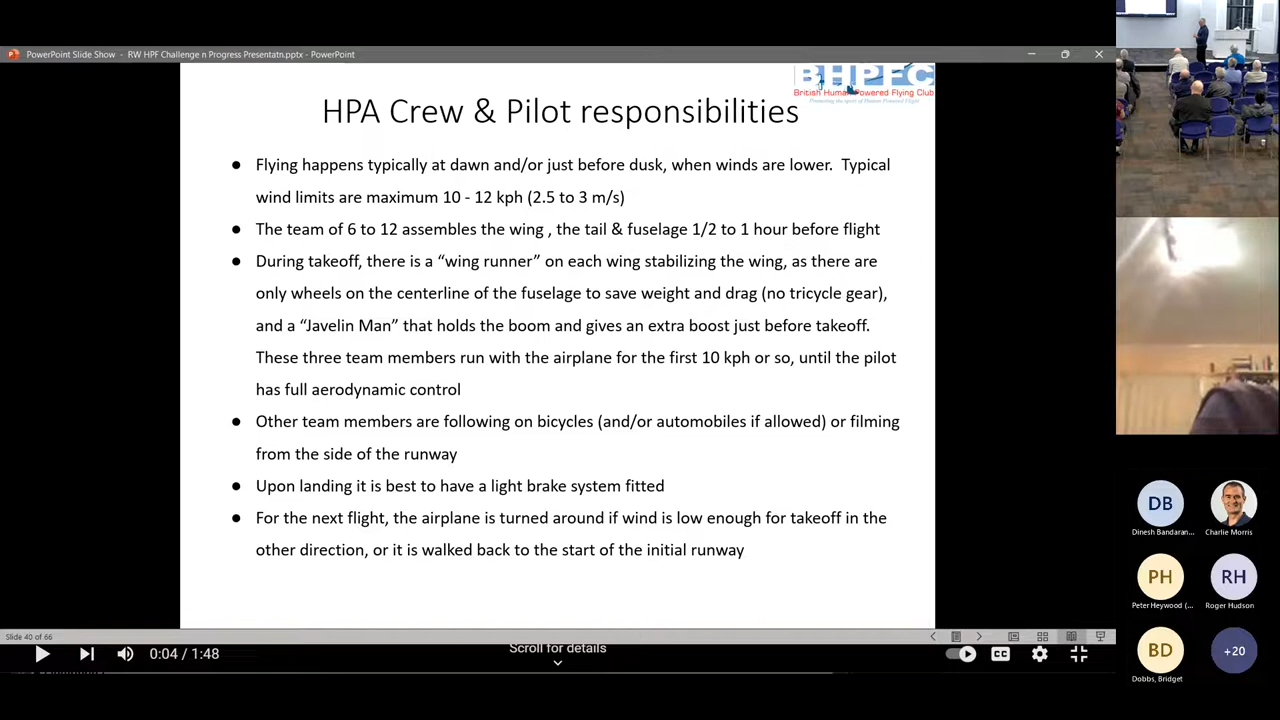 PowerPoint Slide Show - RW HPF Challenge n Progress Presentatn.pptx - PowerPoint
BHPFC
British Human Powered Flying Club
Promoting the sport of Human Powered Flight
HPA Crew & Pilot responsibilities
● Flying happens typically at dawn and/or just before dusk, when winds are lower. Typical
wind limits are maximum 10 - 12 kph (2.5 to 3 m/s)
● The team of 6 to 12 assembles the wing , the tail & fuselage 1/2 to 1 hour before flight
● During takeoff, there is a “wing runner” on each wing stabilizing the wing, as there are
only wheels on the centerline of the fuselage to save weight and drag (no tricycle gear),
and a “Javelin Man” that holds the boom and gives an extra boost just before takeoff.
These three team members run with the airplane for the first 10 kph or so, until the pilot
has full aerodynamic control
● Other team members are following on bicycles (and/or automobiles if allowed) or filming
from the side of the runway
● Upon landing it is best to have a light brake system fitted
● For the next flight, the airplane is turned around if wind is low enough for takeoff in the
other direction, or it is walked back to the start of the initial runway
Slide 40 of 66
0:04 / 1:48
Scroll for details
CC
DB
Dinesh Bandaran...
Charlie Morris
PH
Peter Heywood (...
RH
Roger Hudson
BD
Dobbs, Bridget
+20